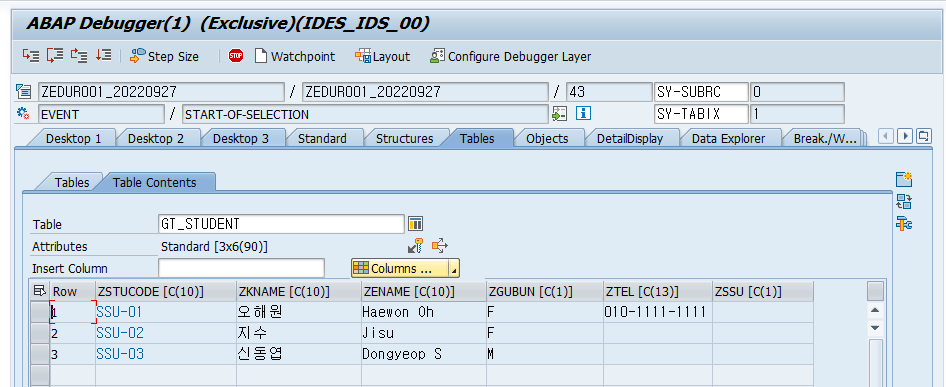 ABAP Debugger(1) (Exclusive)(IDES_IDS_00)
Step Size STOP Watchpoint Layout Configure Debugger Layer
ZEDUR001_20220927 / ZEDUR001_20220927 / 43 SY-SUBRC 0
EVENT / START-OF-SELECTION SY-TABIX 1
Desktop 1 Desktop 2 Desktop 3 Standard Structures Tables Objects DetailDisplay Data Explorer Break./W...
Tables Table Contents
Table GT_STUDENT
Attributes Standard [3x6(90)]
Insert Column Columns ...
Row ZSTUCODE [C(10)] ZKNAME [C(10)] ZENAME [C(10)] ZGUBUN [C(1)] ZTEL [C(13)] ZSSU [C(1)]
1 SSU-01 오해원 Haewon Oh F 010-1111-1111
2 SSU-02 지수 Jisu F
3 SSU-03 신동엽 Dongyeop S M